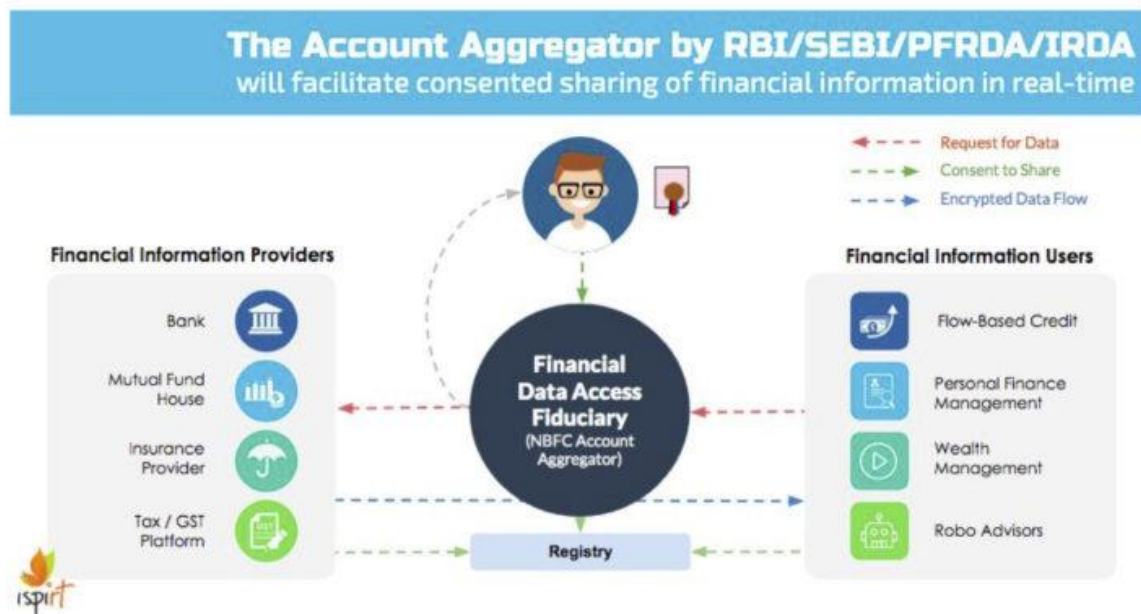 The Account Aggregator by RBI/SEBI/PFRDA/IRDA
will facilitate consented sharing of financial information in real-time
Request for Data
Consent to Share
Encrypted Data Flow
Financial Information Providers
Bank
Mutual Fund
House
Insurance
Provider
Tax / GST
Platform
GST
Financial
Data Access
Fiduciary
(NBFC Account
Aggregator)
Registry
Financial Information Users
Flow-Based Credit
Personal Finance
Management
Wealth
Management
Robo Advisors
ispirt